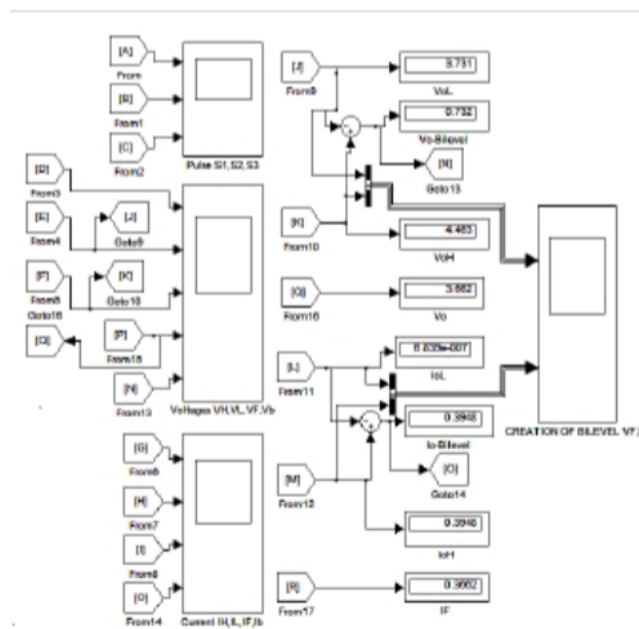 [A]
From
[B]
From1
[C]
From2
Pulse S1,S2,S3
[D]
From3
[E]
From4
[J]
Goto9
[F]
From5
[K]
Goto10
Goto16
[Q]
[P]
From15
[N]
From13
Voltages VH,VL,VF,Vb
[G]
From6
[H]
From7
[I]
From8
[O]
From14
Current IH,IL,IF,Ib
[J]
From9
3.731
VoL
0.732
Vo-Bilevel
[N]
Goto13
[K]
From10
4.463
VoH
[Q]
From16
Vo
[L]
From11
IoL
0.3948
Io-Bilevel
[O]
Goto14
[M]
From12
0.3948
IoH
[R]
From17
0.3662
IF
CREATION OF BILEVEL VF,